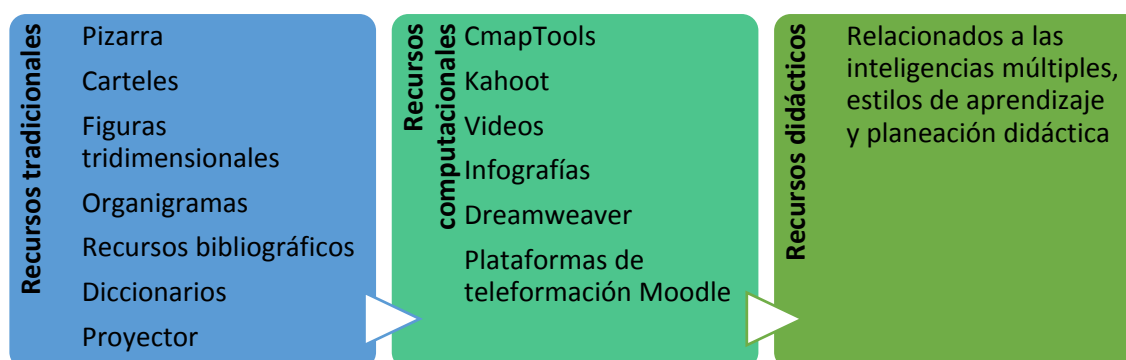 Recursos tradicionales
Pizarra
Carteles
Figuras
tridimensionales
Organigramas
Recursos bibliográficos
Diccionarios
Proyector
Recursos
computacionales
CmapTools
Kahoot
Videos
Infografías
Dreamweaver
Plataformas de
teleformación Moodle
Recursos didácticos
Relacionados a las
inteligencias múltiples,
estilos de aprendizaje
y planeación didáctica